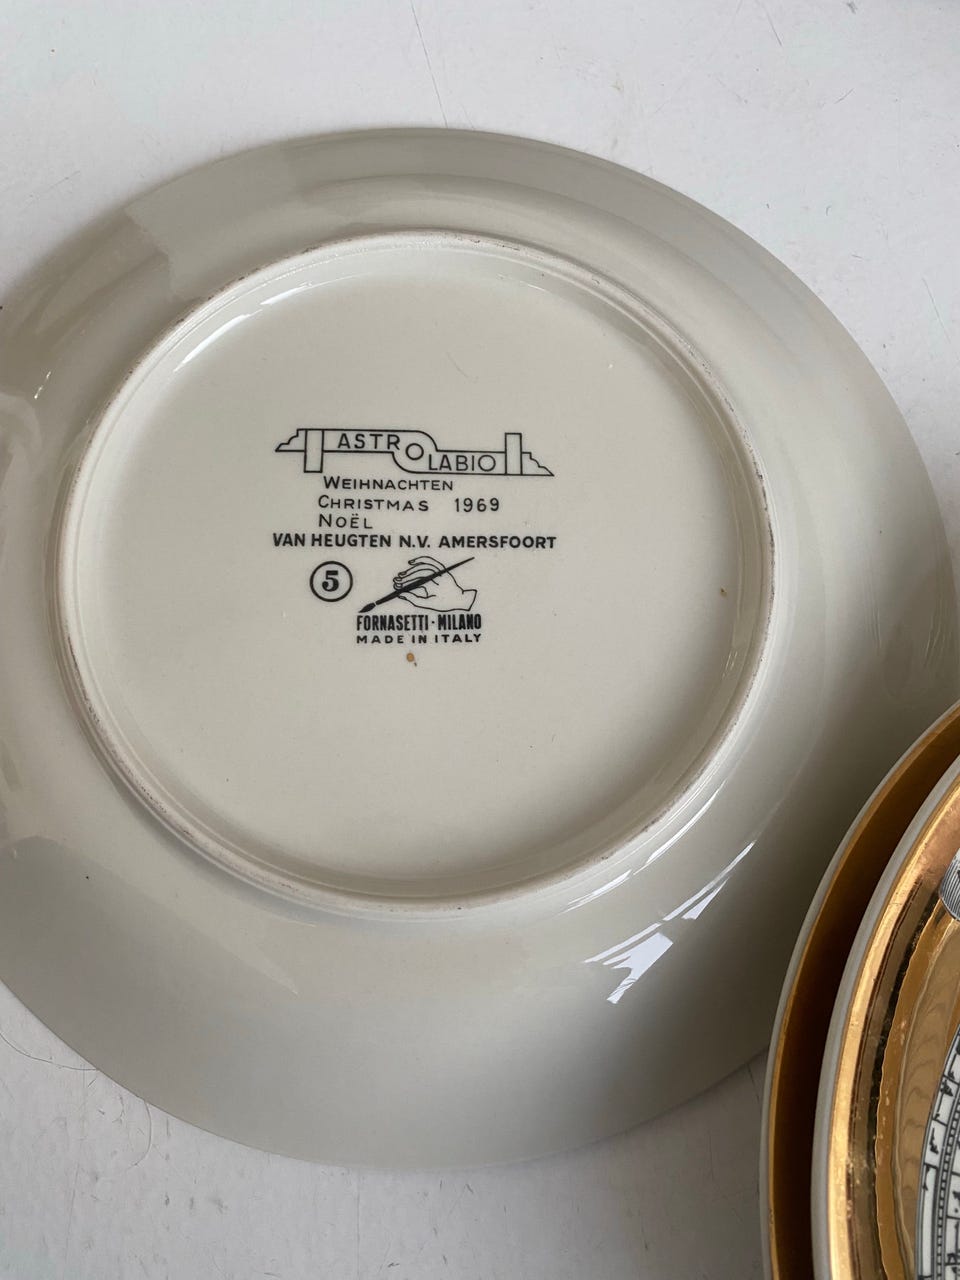 ASTROLABIO
WEIHNACHTEN
CHRISTMAS 1969
NOËL
VAN HEUGTEN N.V. AMERSFOORT
5
FORNASETTI · MILANO
MADE IN ITALY